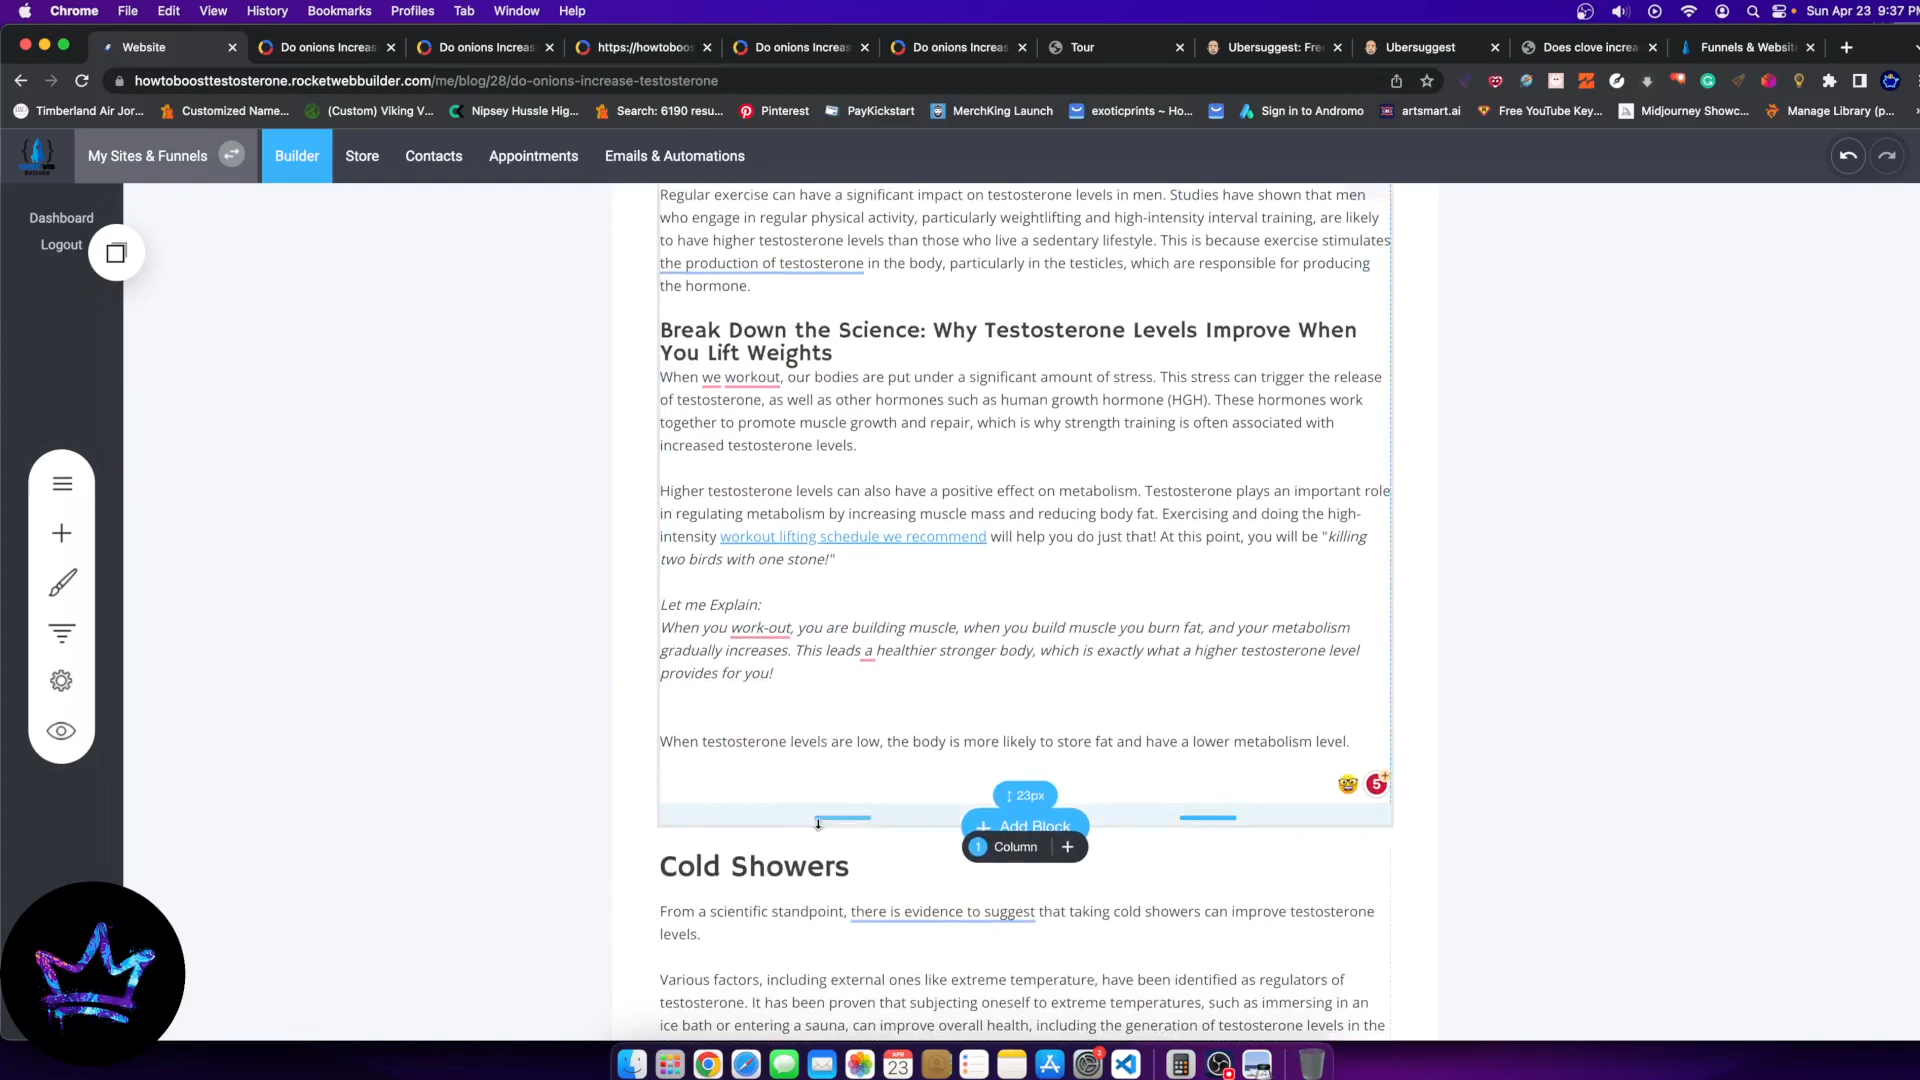 Chrome File Edit View History Bookmarks Profiles Tab Window Help Sun Apr 23 9:37 PM
Website Do onions Increas Do onions Increas https://howtoboos Do onions Increas Do onions Increas Tour Ubersuggest: Fre Ubersuggest Does clove increa Funnels & Website
howtoboosttestosterone.rocketwebbuilder.com/me/blog/28/do-onions-increase-testosterone
Timberland Air Jor... Customized Name... (Custom) Viking V... Nipsey Hussle Hig... Search: 6190 resu... Pinterest PayKickstart MerchKing Launch exoticprints ~ Ho... Sign in to Andromo artsmart.ai Free YouTube Key... Midjourney Showc... Manage Library (p...
My Sites & Funnels Builder Store Contacts Appointments Emails & Automations
Dashboard
Logout
Regular exercise can have a significant impact on testosterone levels in men. Studies have shown that men
who engage in regular physical activity, particularly weightlifting and high-intensity interval training, are likely
to have higher testosterone levels than those who live a sedentary lifestyle. This is because exercise stimulates
the production of testosterone in the body, particularly in the testicles, which are responsible for producing
the hormone.
Break Down the Science: Why Testosterone Levels Improve When
You Lift Weights
When we workout, our bodies are put under a significant amount of stress. This stress can trigger the release
of testosterone, as well as other hormones such as human growth hormone (HGH). These hormones work
together to promote muscle growth and repair, which is why strength training is often associated with
increased testosterone levels.
Higher testosterone levels can also have a positive effect on metabolism. Testosterone plays an important role
in regulating metabolism by increasing muscle mass and reducing body fat. Exercising and doing the high-
intensity workout lifting schedule we recommend will help you do just that! At this point, you will be "killing
two birds with one stone!"
Let me Explain:
When you work-out, you are building muscle, when you build muscle you burn fat, and your metabolism
gradually increases. This leads a healthier stronger body, which is exactly what a higher testosterone level
provides for you!
When testosterone levels are low, the body is more likely to store fat and have a lower metabolism level.
5+
23px
+ Add Block
1 Column +
Cold Showers
From a scientific standpoint, there is evidence to suggest that taking cold showers can improve testosterone
levels.
Various factors, including external ones like extreme temperature, have been identified as regulators of
testosterone. It has been proven that subjecting oneself to extreme temperatures, such as immersing in an
ice bath or entering a sauna, can improve overall health, including the generation of testosterone levels in the
APR
23
2